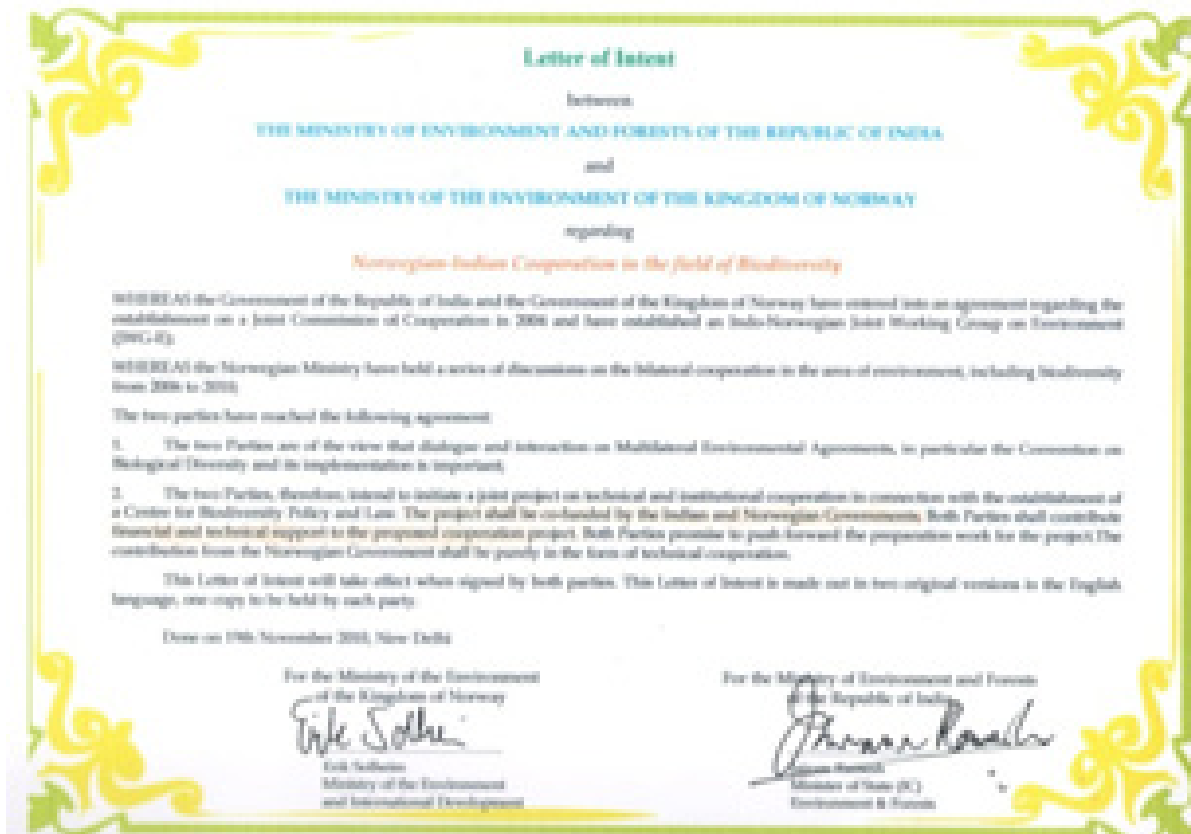 Letter of Intent
between
THE MINISTRY OF ENVIRONMENT AND FORESTS OF THE REPUBLIC OF INDIA
and
THE MINISTRY OF THE ENVIRONMENT OF THE KINGDOM OF NORWAY
regarding
Norwegian-Indian Cooperation in the field of Biodiversity
WHEREAS the Government of the Republic of India and the Government of the Kingdom of Norway have entered into an agreement regarding the
establishment on a Joint Commission of Cooperation in and have established an Indo-Norwegian Joint Working Group on Environment
(JWG-E);
WHEREAS the Norwegian Ministry have held a series of discussions on the bilateral cooperation in the area of environment, including biodiversity
from 2006 to 2010;
The two parties have reached the following agreement:
1. The two Parties are of the view that dialogue and interaction on Multilateral Environmental Agreements, in particular the Convention on
Biological Diversity and its implementation is important.
2. The two Parties, therefore, intend to initiate a joint project on technical and institutional cooperation in connection with the establishment of
a Centre for Biodiversity Policy and Law. The project shall be co-funded by the Indian and Norwegian Governments. Both Parties shall contribute
financial and technical support to the proposed cooperation project. Both Parties promise to push forward the preparation work for the project. The
contribution from the Norwegian Government shall be purely in the form of technical cooperation.
This Letter of Intent will take effect when signed by both parties. This Letter of Intent is made out in two original versions in the English
language, one copy to be held by each party.
Done on 19th November 2010, New Delhi
For the Ministry of the Environment
of the Kingdom of Norway
Erik Solheim
Erik Solheim
Ministry of the Environment
and International Development
For the Ministry of Environment and Forests
of the Republic of India
Jairam Ramesh
Jairam Ramesh
Minister of State (IC)
Environment & Forests